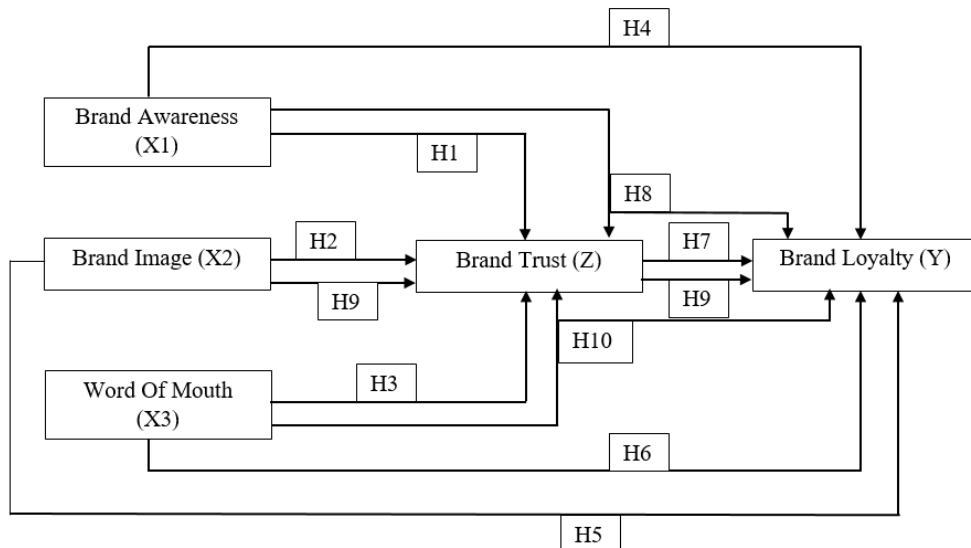 H4
Brand Awareness
(X1)
H1
H8
H2
H7
Brand Image (X2)
Brand Trust (Z)
Brand Loyalty (Y)
H9
H9
H10
H3
Word Of Mouth
(X3)
H6
H5